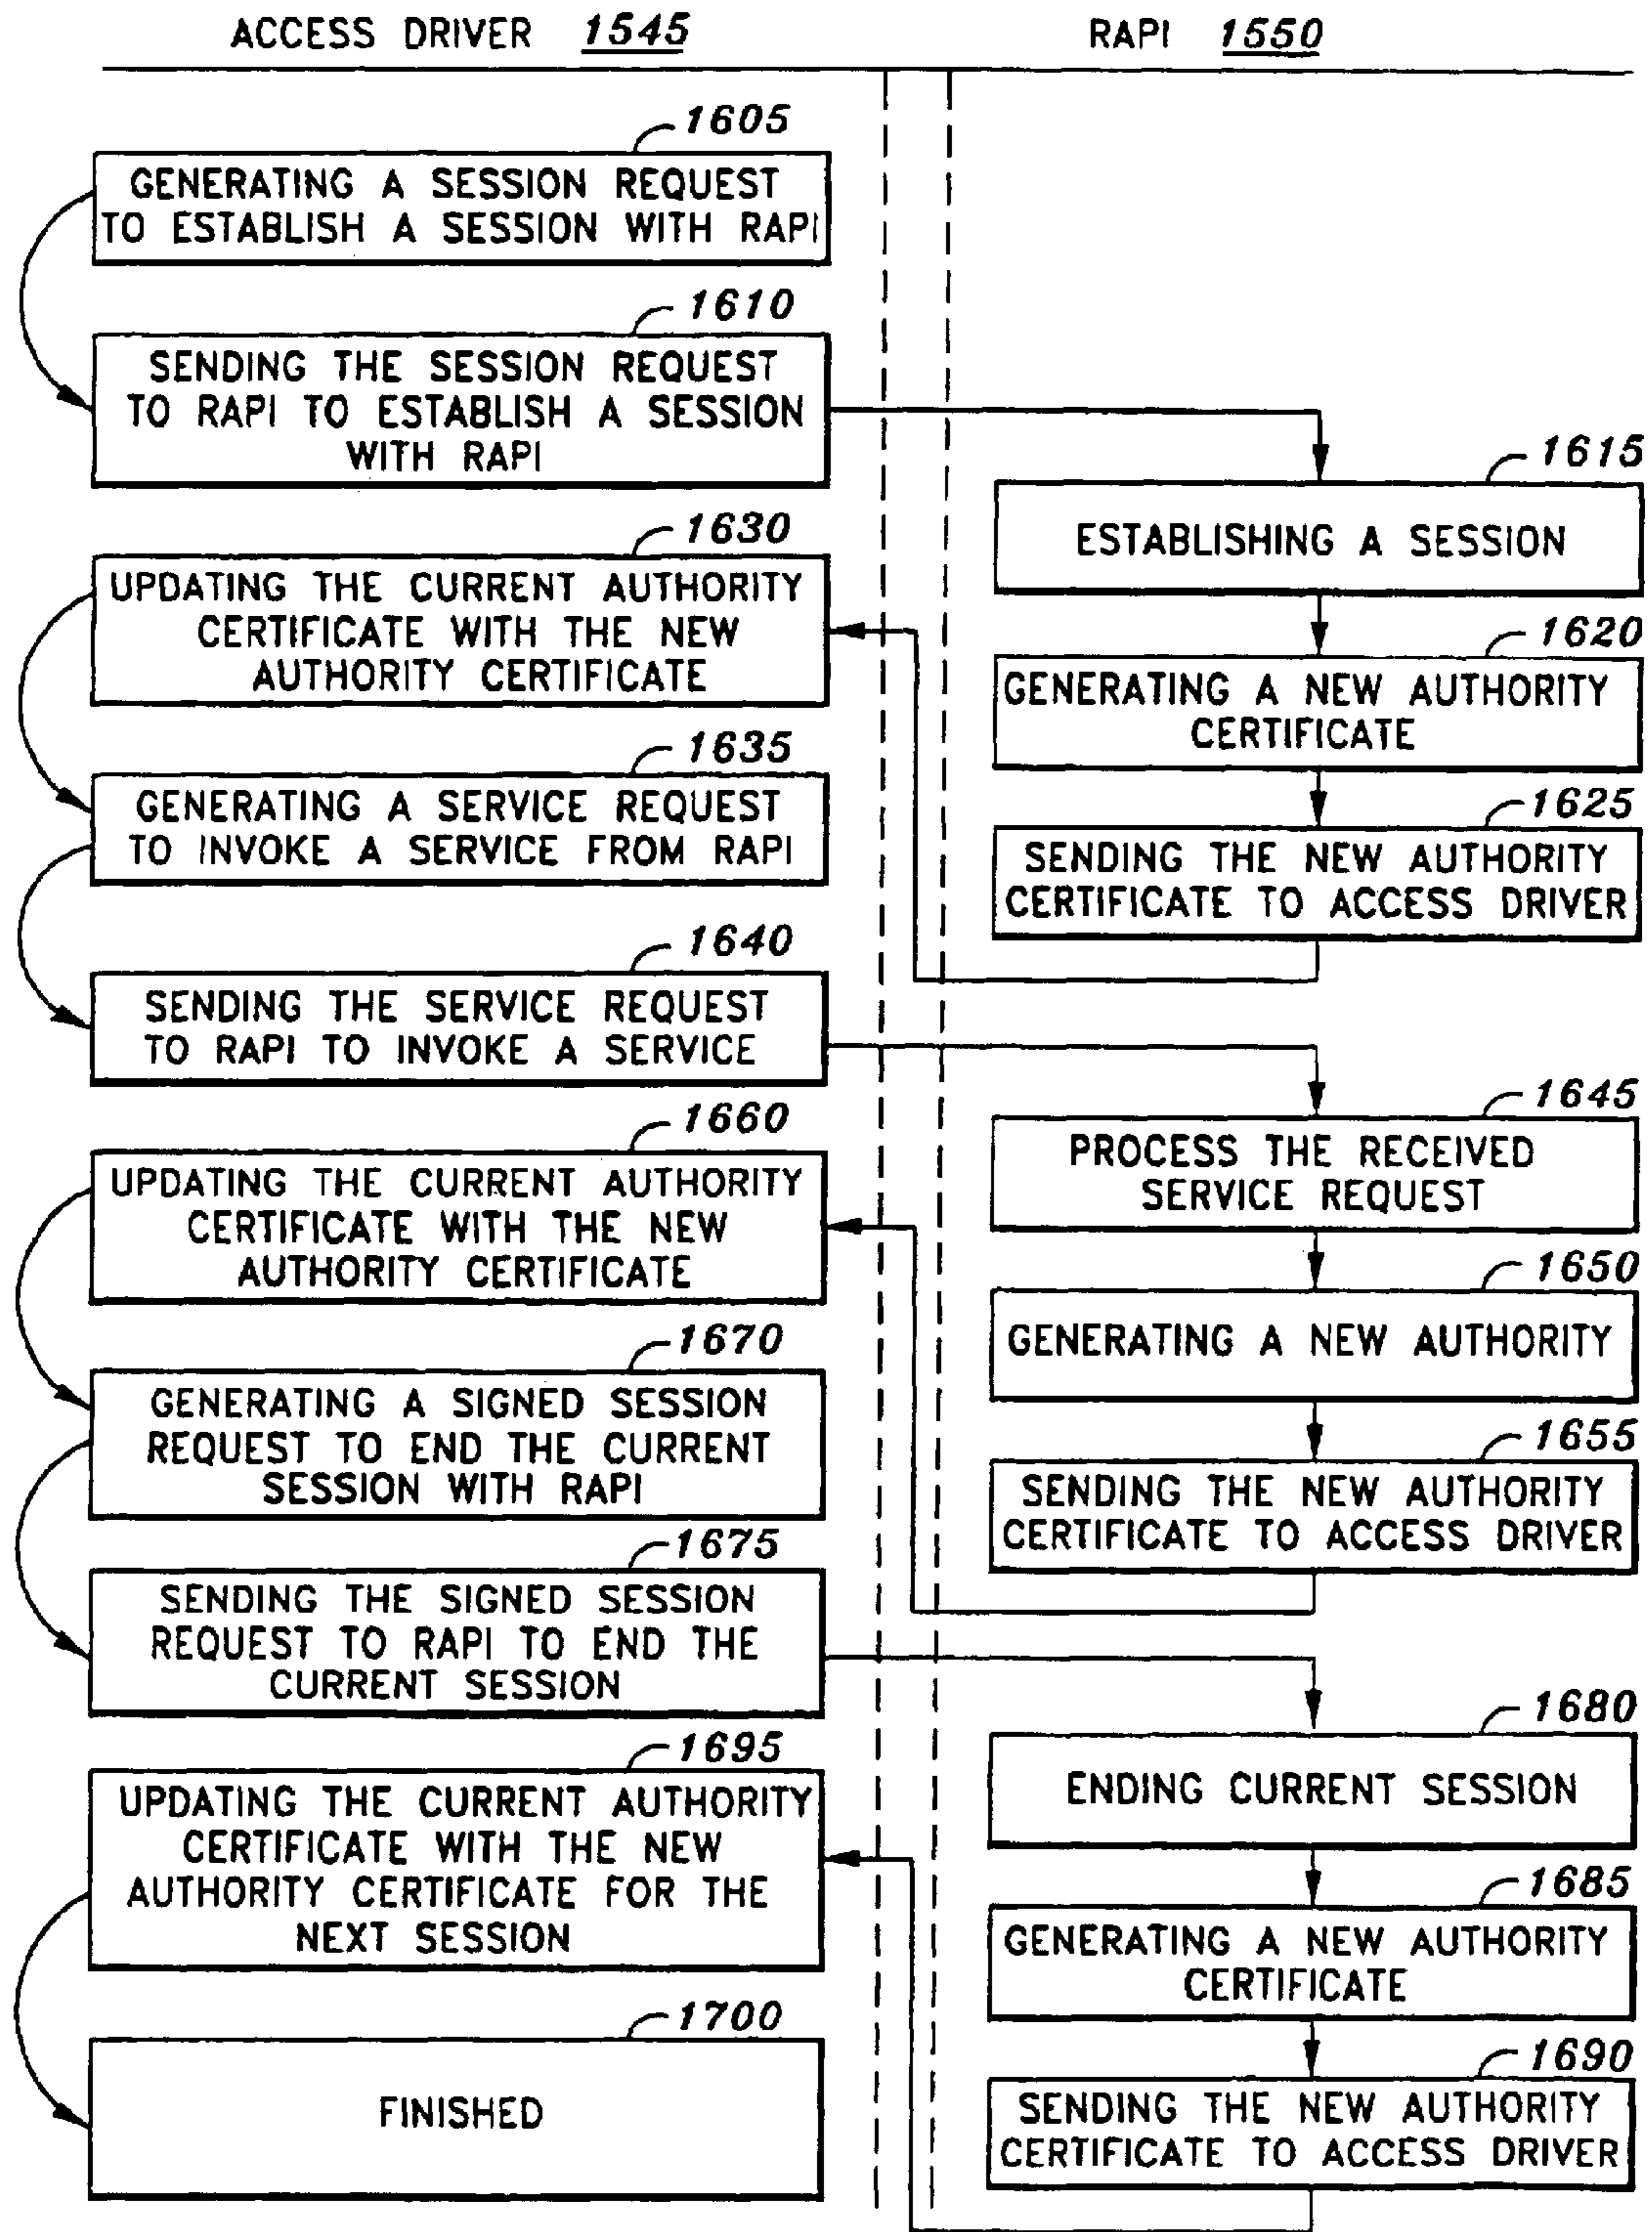 ACCESS DRIVER 1545
RAPI 1550
1605
GENERATING A SESSION REQUEST
TO ESTABLISH A SESSION WITH RAPI
1610
SENDING THE SESSION REQUEST
TO RAPI TO ESTABLISH A SESSION
WITH RAPI
1615
ESTABLISHING A SESSION
1620
GENERATING A NEW AUTHORITY
CERTIFICATE
1625
SENDING THE NEW AUTHORITY
CERTIFICATE TO ACCESS DRIVER
1630
UPDATING THE CURRENT AUTHORITY
CERTIFICATE WITH THE NEW
AUTHORITY CERTIFICATE
1635
GENERATING A SERVICE REQUEST
TO INVOKE A SERVICE FROM RAPI
1640
SENDING THE SERVICE REQUEST
TO RAPI TO INVOKE A SERVICE
1645
PROCESS THE RECEIVED
SERVICE REQUEST
1650
GENERATING A NEW AUTHORITY
1655
SENDING THE NEW AUTHORITY
CERTIFICATE TO ACCESS DRIVER
1660
UPDATING THE CURRENT AUTHORITY
CERTIFICATE WITH THE NEW
AUTHORITY CERTIFICATE
1670
GENERATING A SIGNED SESSION
REQUEST TO END THE CURRENT
SESSION WITH RAPI
1675
SENDING THE SIGNED SESSION
REQUEST TO RAPI TO END THE
CURRENT SESSION
1680
ENDING CURRENT SESSION
1685
GENERATING A NEW AUTHORITY
CERTIFICATE
1690
SENDING THE NEW AUTHORITY
CERTIFICATE TO ACCESS DRIVER
1695
UPDATING THE CURRENT AUTHORITY
CERTIFICATE WITH THE NEW
AUTHORITY CERTIFICATE FOR THE
NEXT SESSION
1700
FINISHED